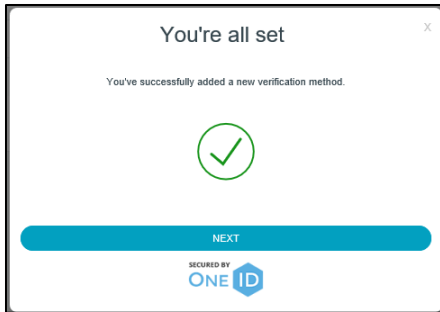 You're all set
X
You've successfully added a new verification method.
NEXT
SECURED BY
ONE ID